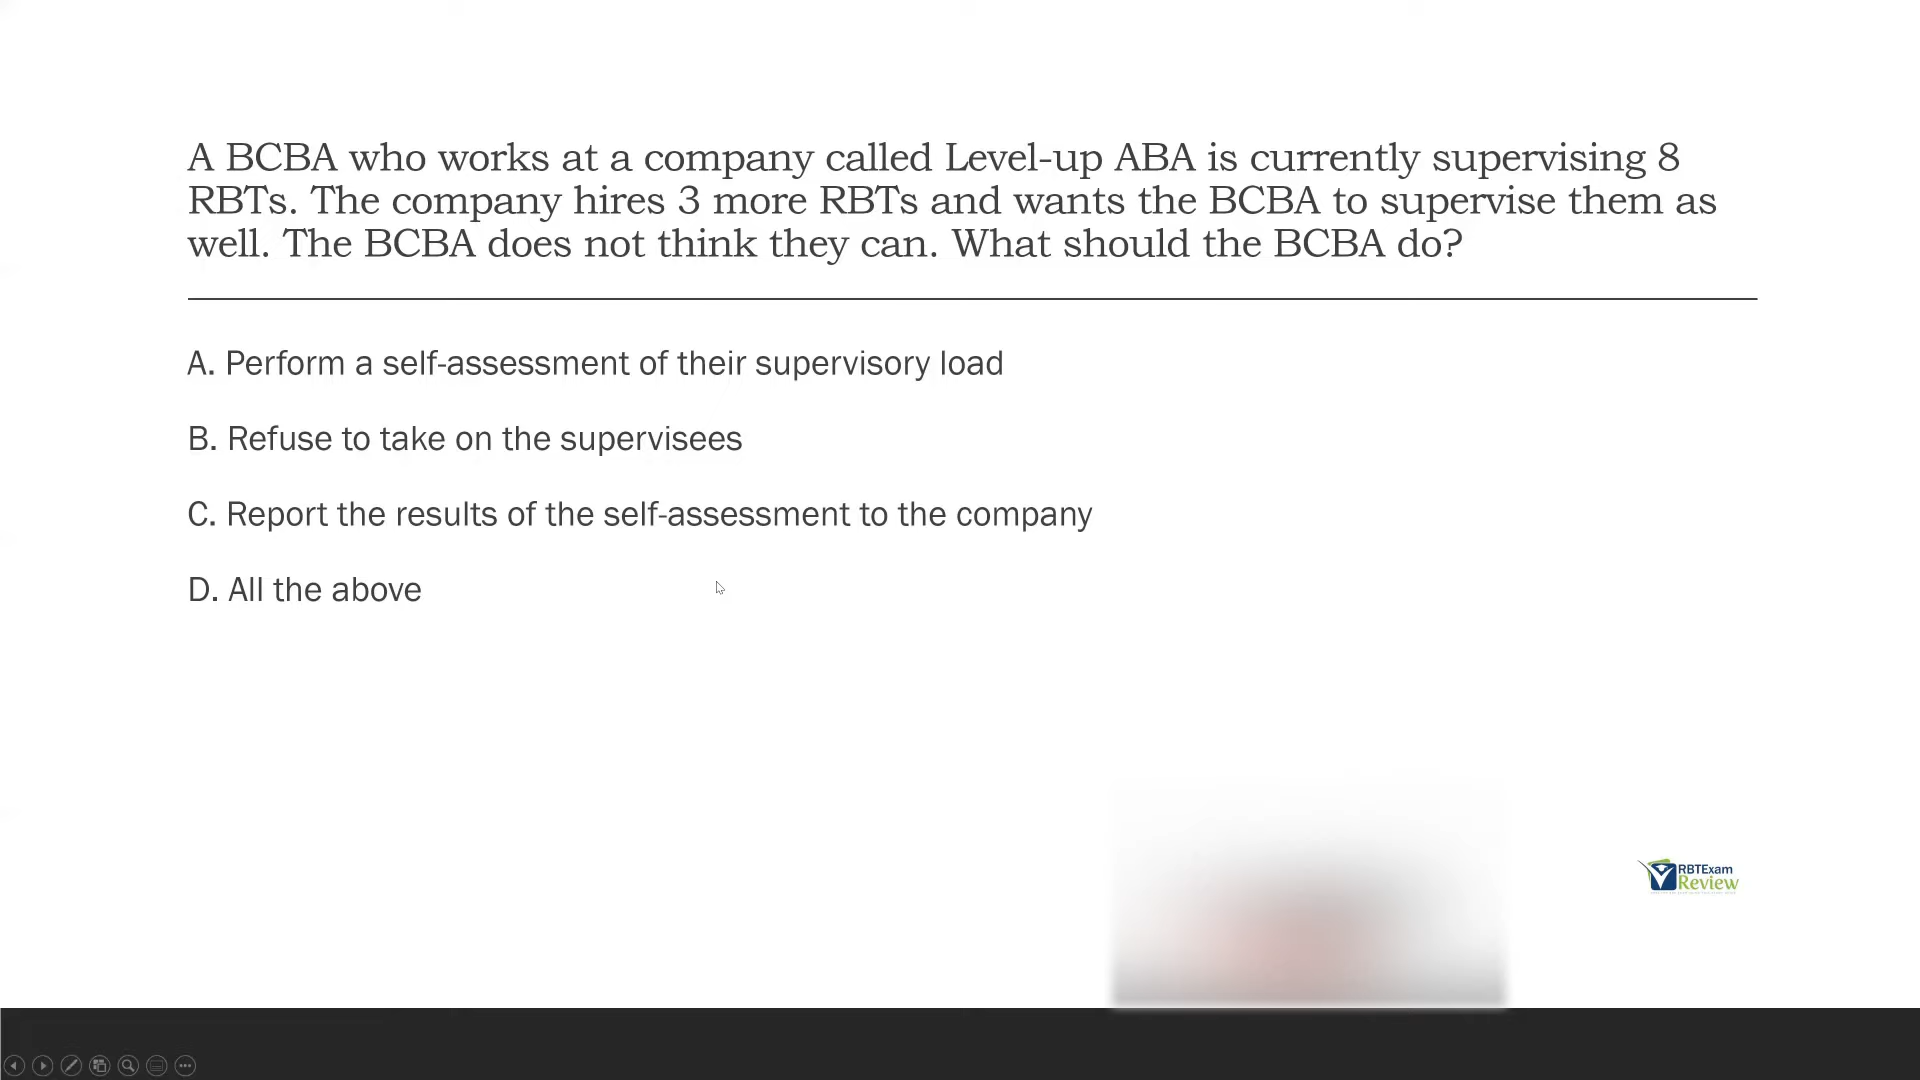 A BCBA who works at a company called Level-up ABA is currently supervising 8
RBTs. The company hires 3 more RBTs and wants the BCBA to supervise them as
well. The BCBA does not think they can. What should the BCBA do?
A. Perform a self-assessment of their supervisory load
B. Refuse to take on the supervisees
C. Report the results of the self-assessment to the company
D. All the above
RBTExam
Review